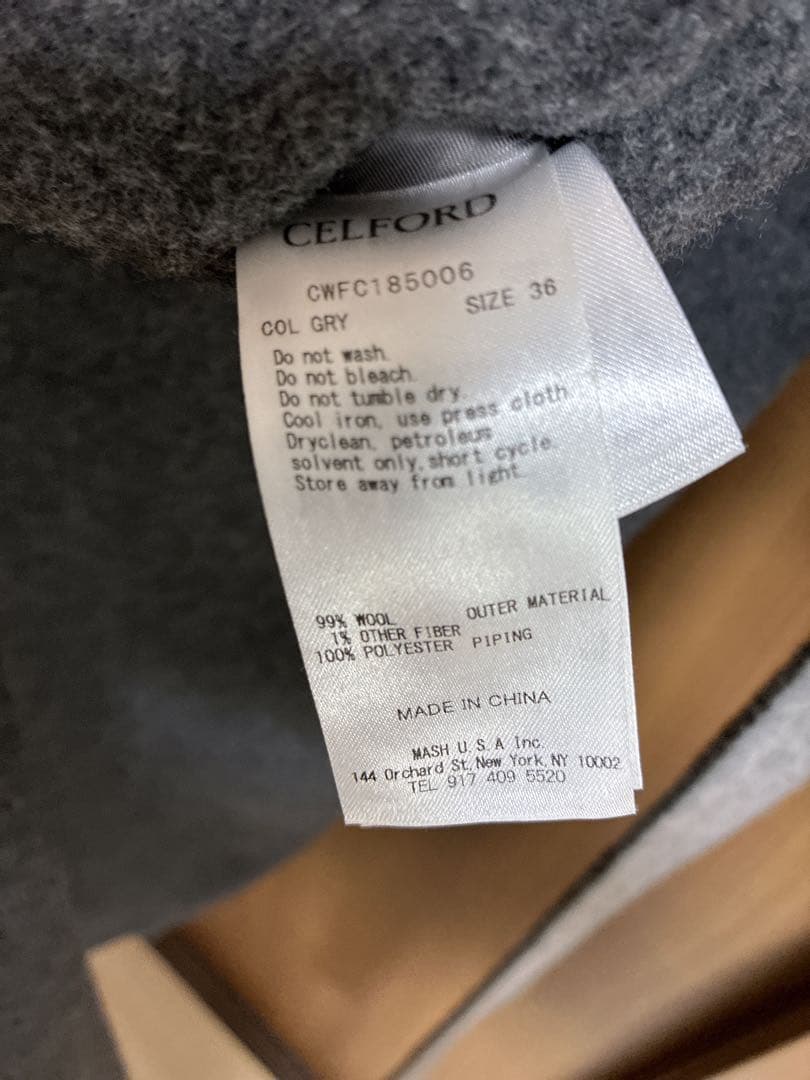 CELFORD
CWFC185006
COL GRY SIZE 36
Do not wash.
Do not bleach.
Do not tumble dry.
Cool iron, use press cloth
Dryclean, petroleus
solvent only, short cycle.
Store away from light.
99% WOOL OUTER MATERIAL
1% OTHER FIBER
100% POLYESTER PIPING
MADE IN CHINA
MASH U.S.A Inc.
144 Orchard St, New York, NY 10002
TEL 917 409 5520